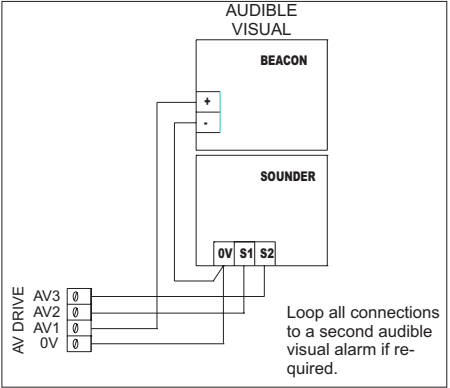 AUDIBLE
VISUAL
BEACON
+
-
SOUNDER
0V S1 S2
AV DRIVE
AV3 Ø
AV2 Ø
AV1 Ø
0V Ø
Loop all connections
to a second audible
visual alarm if re-
quired.